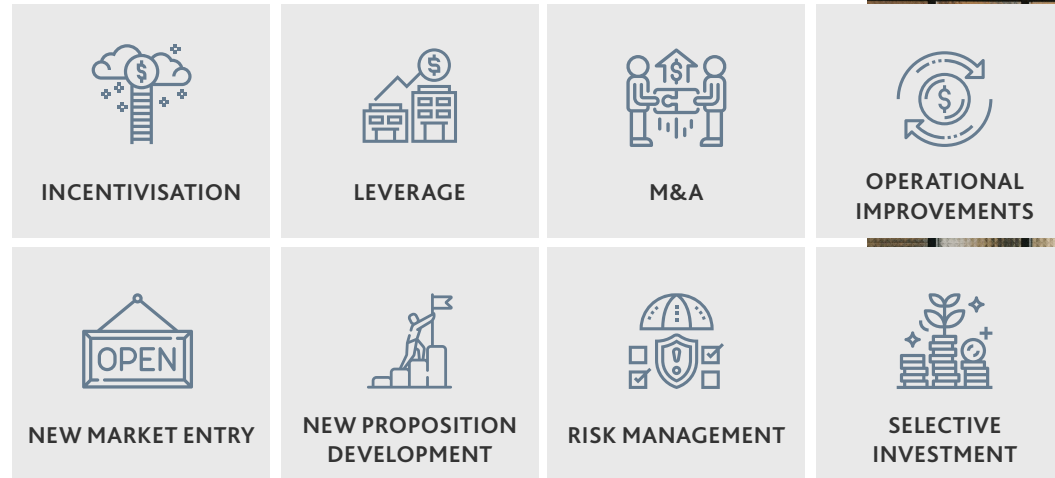 INCENTIVISATION
LEVERAGE
M&A
OPERATIONAL
IMPROVEMENTS
OPEN
NEW MARKET ENTRY
NEW PROPOSITION
DEVELOPMENT
RISK MANAGEMENT
SELECTIVE
INVESTMENT